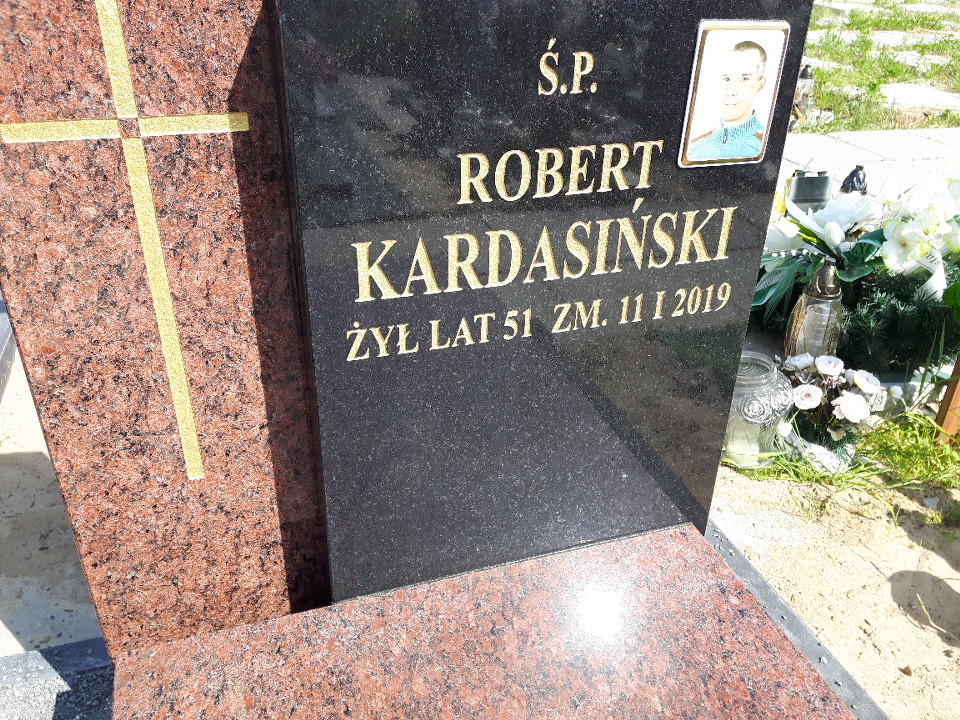 Ś.P.
ROBERT
KARDASIŃSKI
ŻYŁ LAT 51 ZM. 11 I 2019